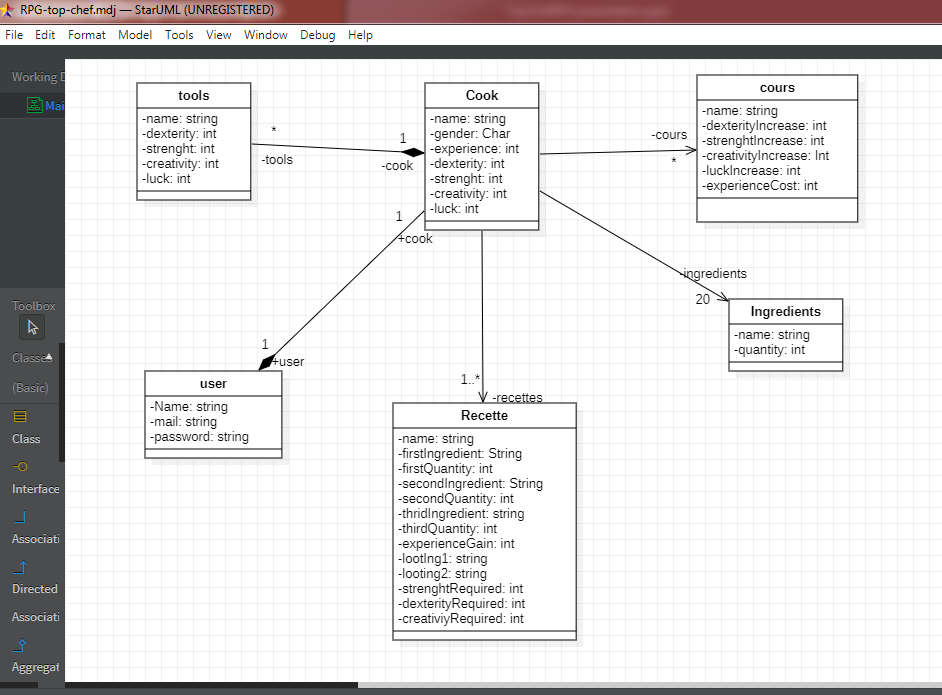 RPG-top-chef.mdj — StarUML (UNREGISTERED)
File Edit Format Model Tools View Window Debug Help
Working D
Mai
Toolbox
Classes
(Basic)
Class
Interface
Associati
Directed
Associati
Aggregat
tools
-name: string
-dexterity: int
-strenght: int
-creativity: int
-luck: int
*
-tools
1
-cook
Cook
-name: string
-gender: Char
-experience: int
-dexterity: int
-strenght: int
-creativity: int
-luck: int
-cours
*
cours
-name: string
-dexterityIncrease: int
-strenghtIncrease: int
-creativityIncrease: Int
-luckIncrease: int
-experienceCost: int
1
+cook
1
+user
user
-Name: string
-mail: string
-password: string
-ingredients
20
Ingredients
-name: string
-quantity: int
1..*
-recettes
Recette
-name: string
-firstIngredient: String
-firstQuantity: int
-secondIngredient: String
-secondQuantity: int
-thridIngredient: string
-thirdQuantity: int
-experienceGain: int
-lootIng1: string
-looting2: string
-strenghtRequired: int
-dexterityRequired: int
-creativiyRequired: int